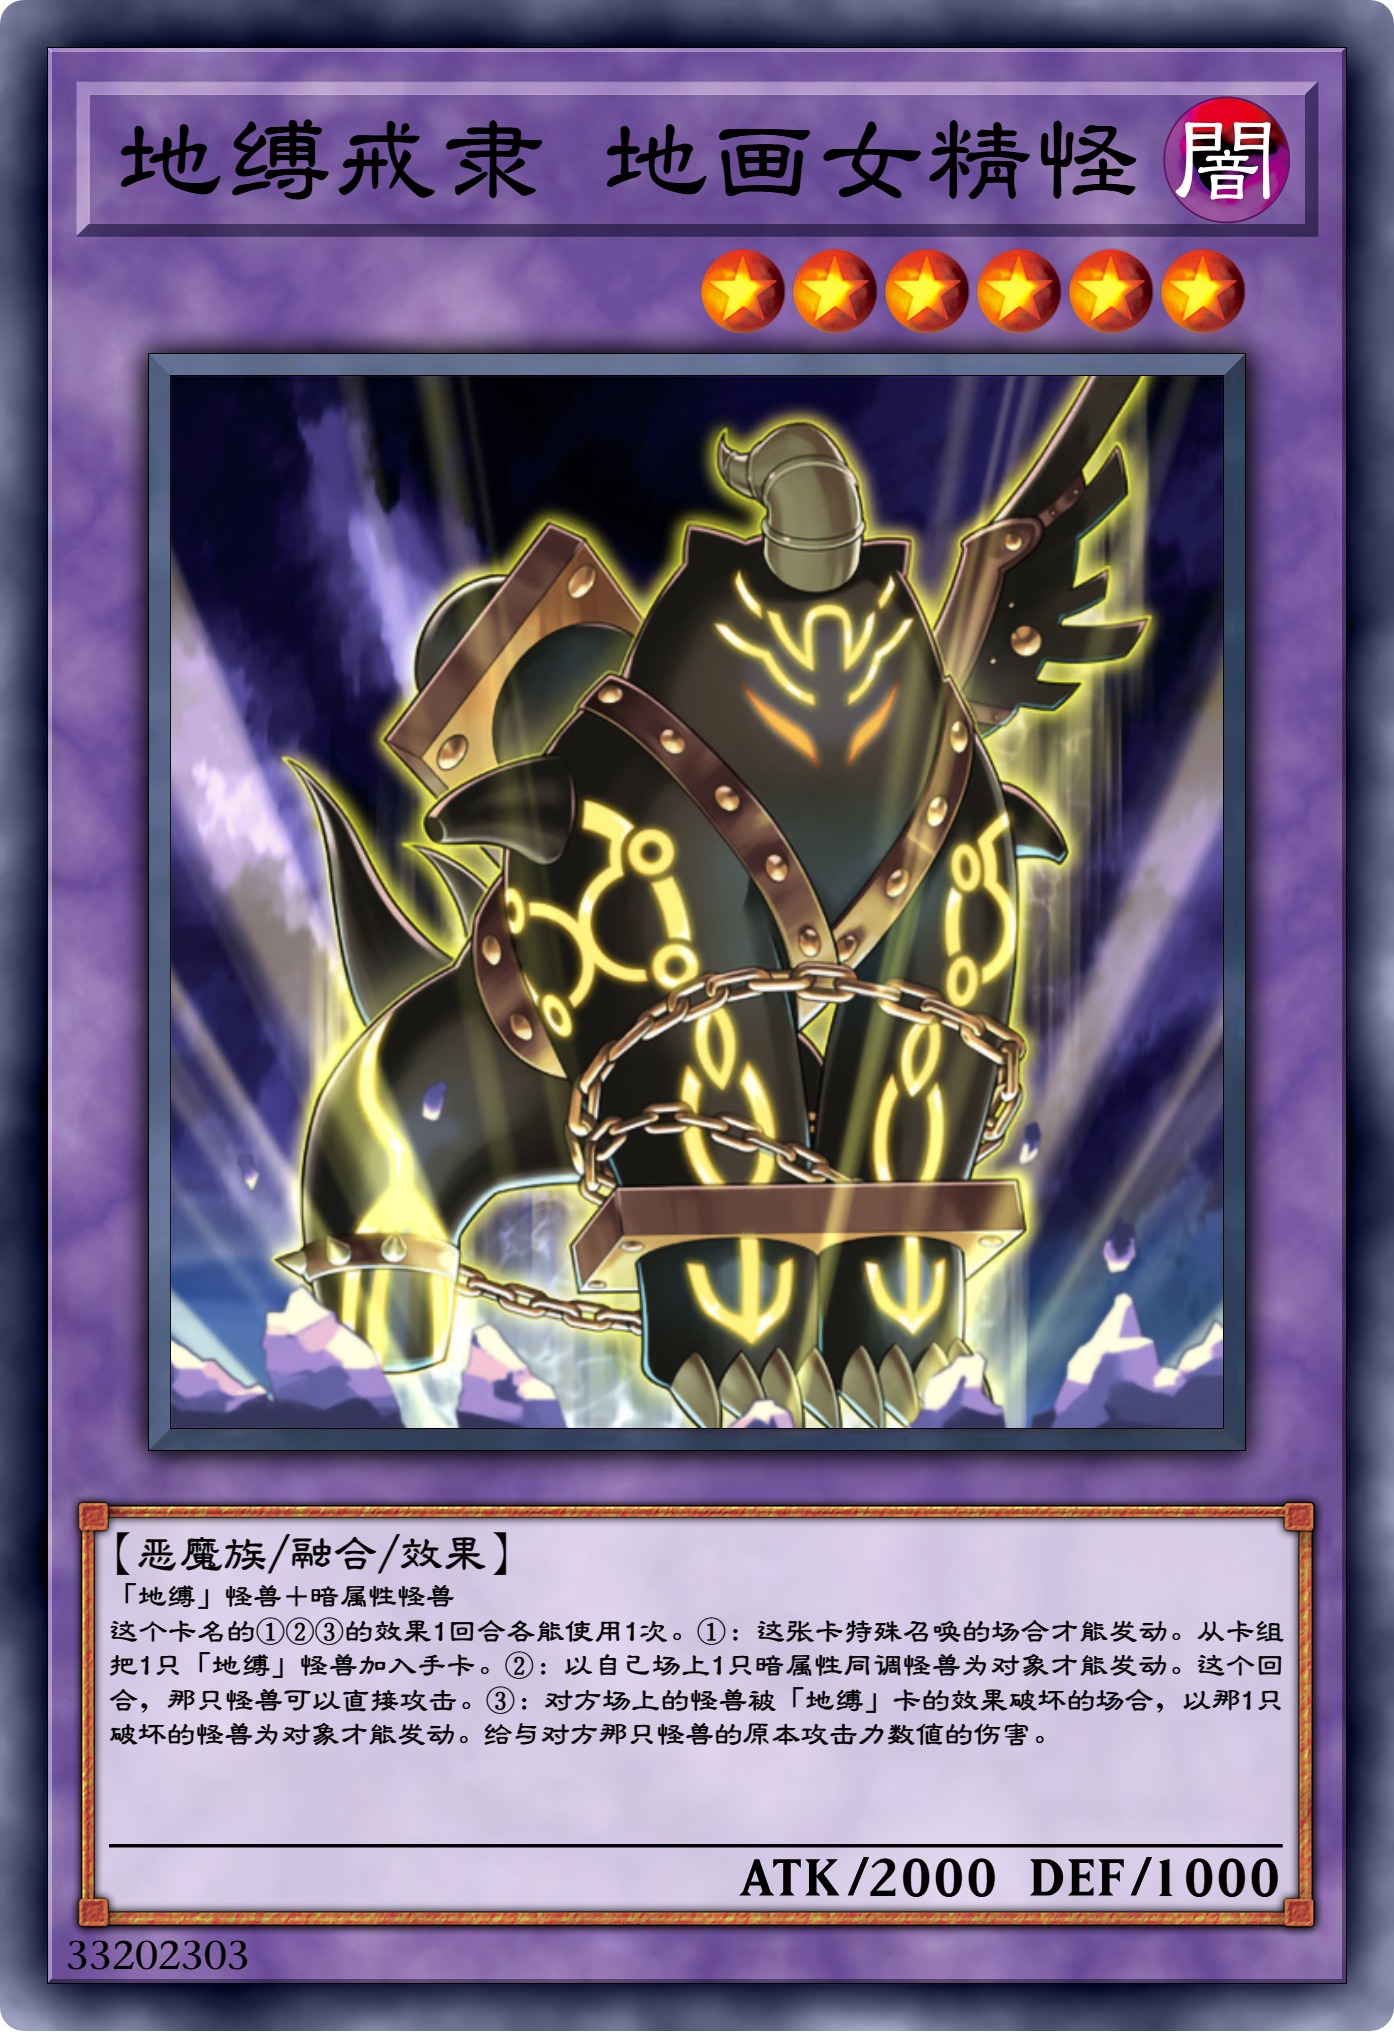 地缚戒隶 地画女精怪 闇
【恶魔族/融合/效果】
「地缚」怪兽＋暗属性怪兽
这个卡名的①②③的效果1回合各能使用1次。①：这张卡特殊召唤的场合才能发动。从卡组
把1只「地缚」怪兽加入手卡。②：以自己场上1只暗属性同调怪兽为对象才能发动。这个回
合，那只怪兽可以直接攻击。③：对方场上的怪兽被「地缚」卡的效果破坏的场合，以那1只
破坏的怪兽为对象才能发动。给与对方那只怪兽的原本攻击力数值的伤害。
ATK/2000 DEF/1000
33202303